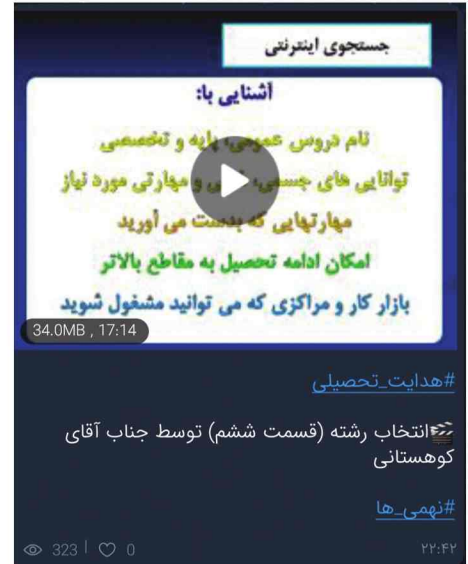 جستجوی اینترنتی
آشنایی با:
نام دروس عمومی، پایه و تخصصی
توانایی های جسمی، و مهارتی مورد نیاز
مهارتهایی که بدست می آورید
امکان ادامه تحصیل به مقاطع بالاتر
بازار کار و مراکزی که می توانید مشغول شوید
34.0MB , 17:14
#هدایت_تحصیلی
انتخاب رشته (قسمت ششم) توسط جناب آقای
کوهستانی
#نهمی_ها
323 0 ۲۲:۴۲